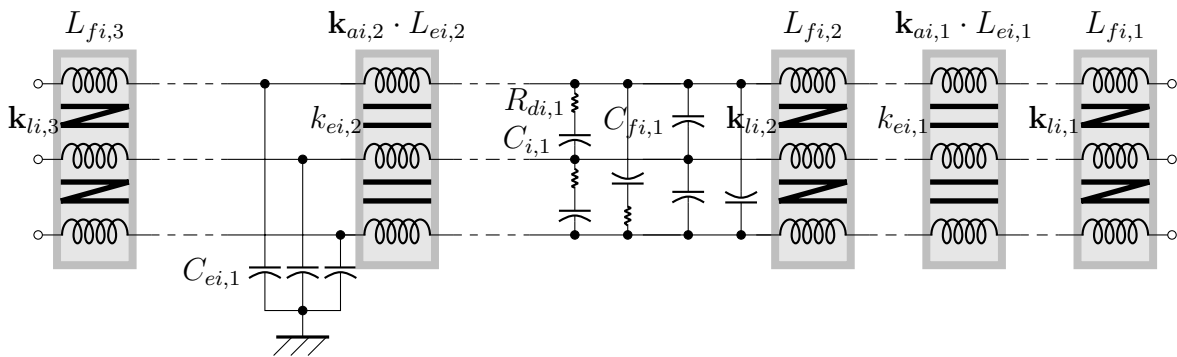 L_{fi,3}
𝐤_{ai,2} · L_{ei,2}
L_{fi,2}
𝐤_{ai,1} · L_{ei,1}
L_{fi,1}
𝐤_{li,3}
k_{ei,2}
R_{di,1}
C_{i,1}
C_{fi,1}
𝐤_{li,2}
k_{ei,1}
𝐤_{li,1}
C_{ei,1}